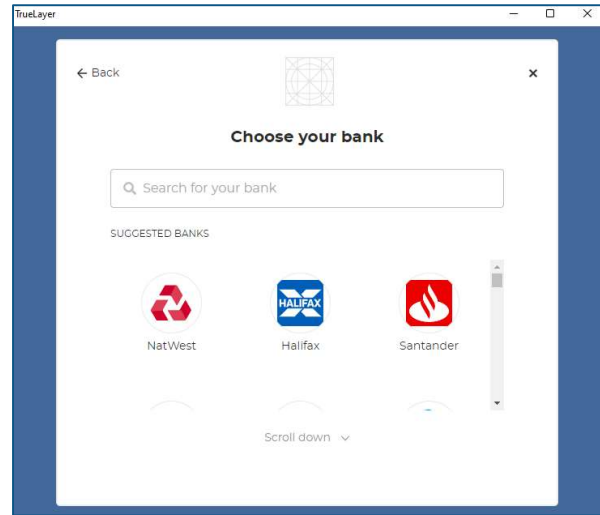 TrueLayer
← Back
×
Choose your bank
Search for your bank
SUGGESTED BANKS
HALIFAX
NatWest
Halifax
Santander
Scroll down